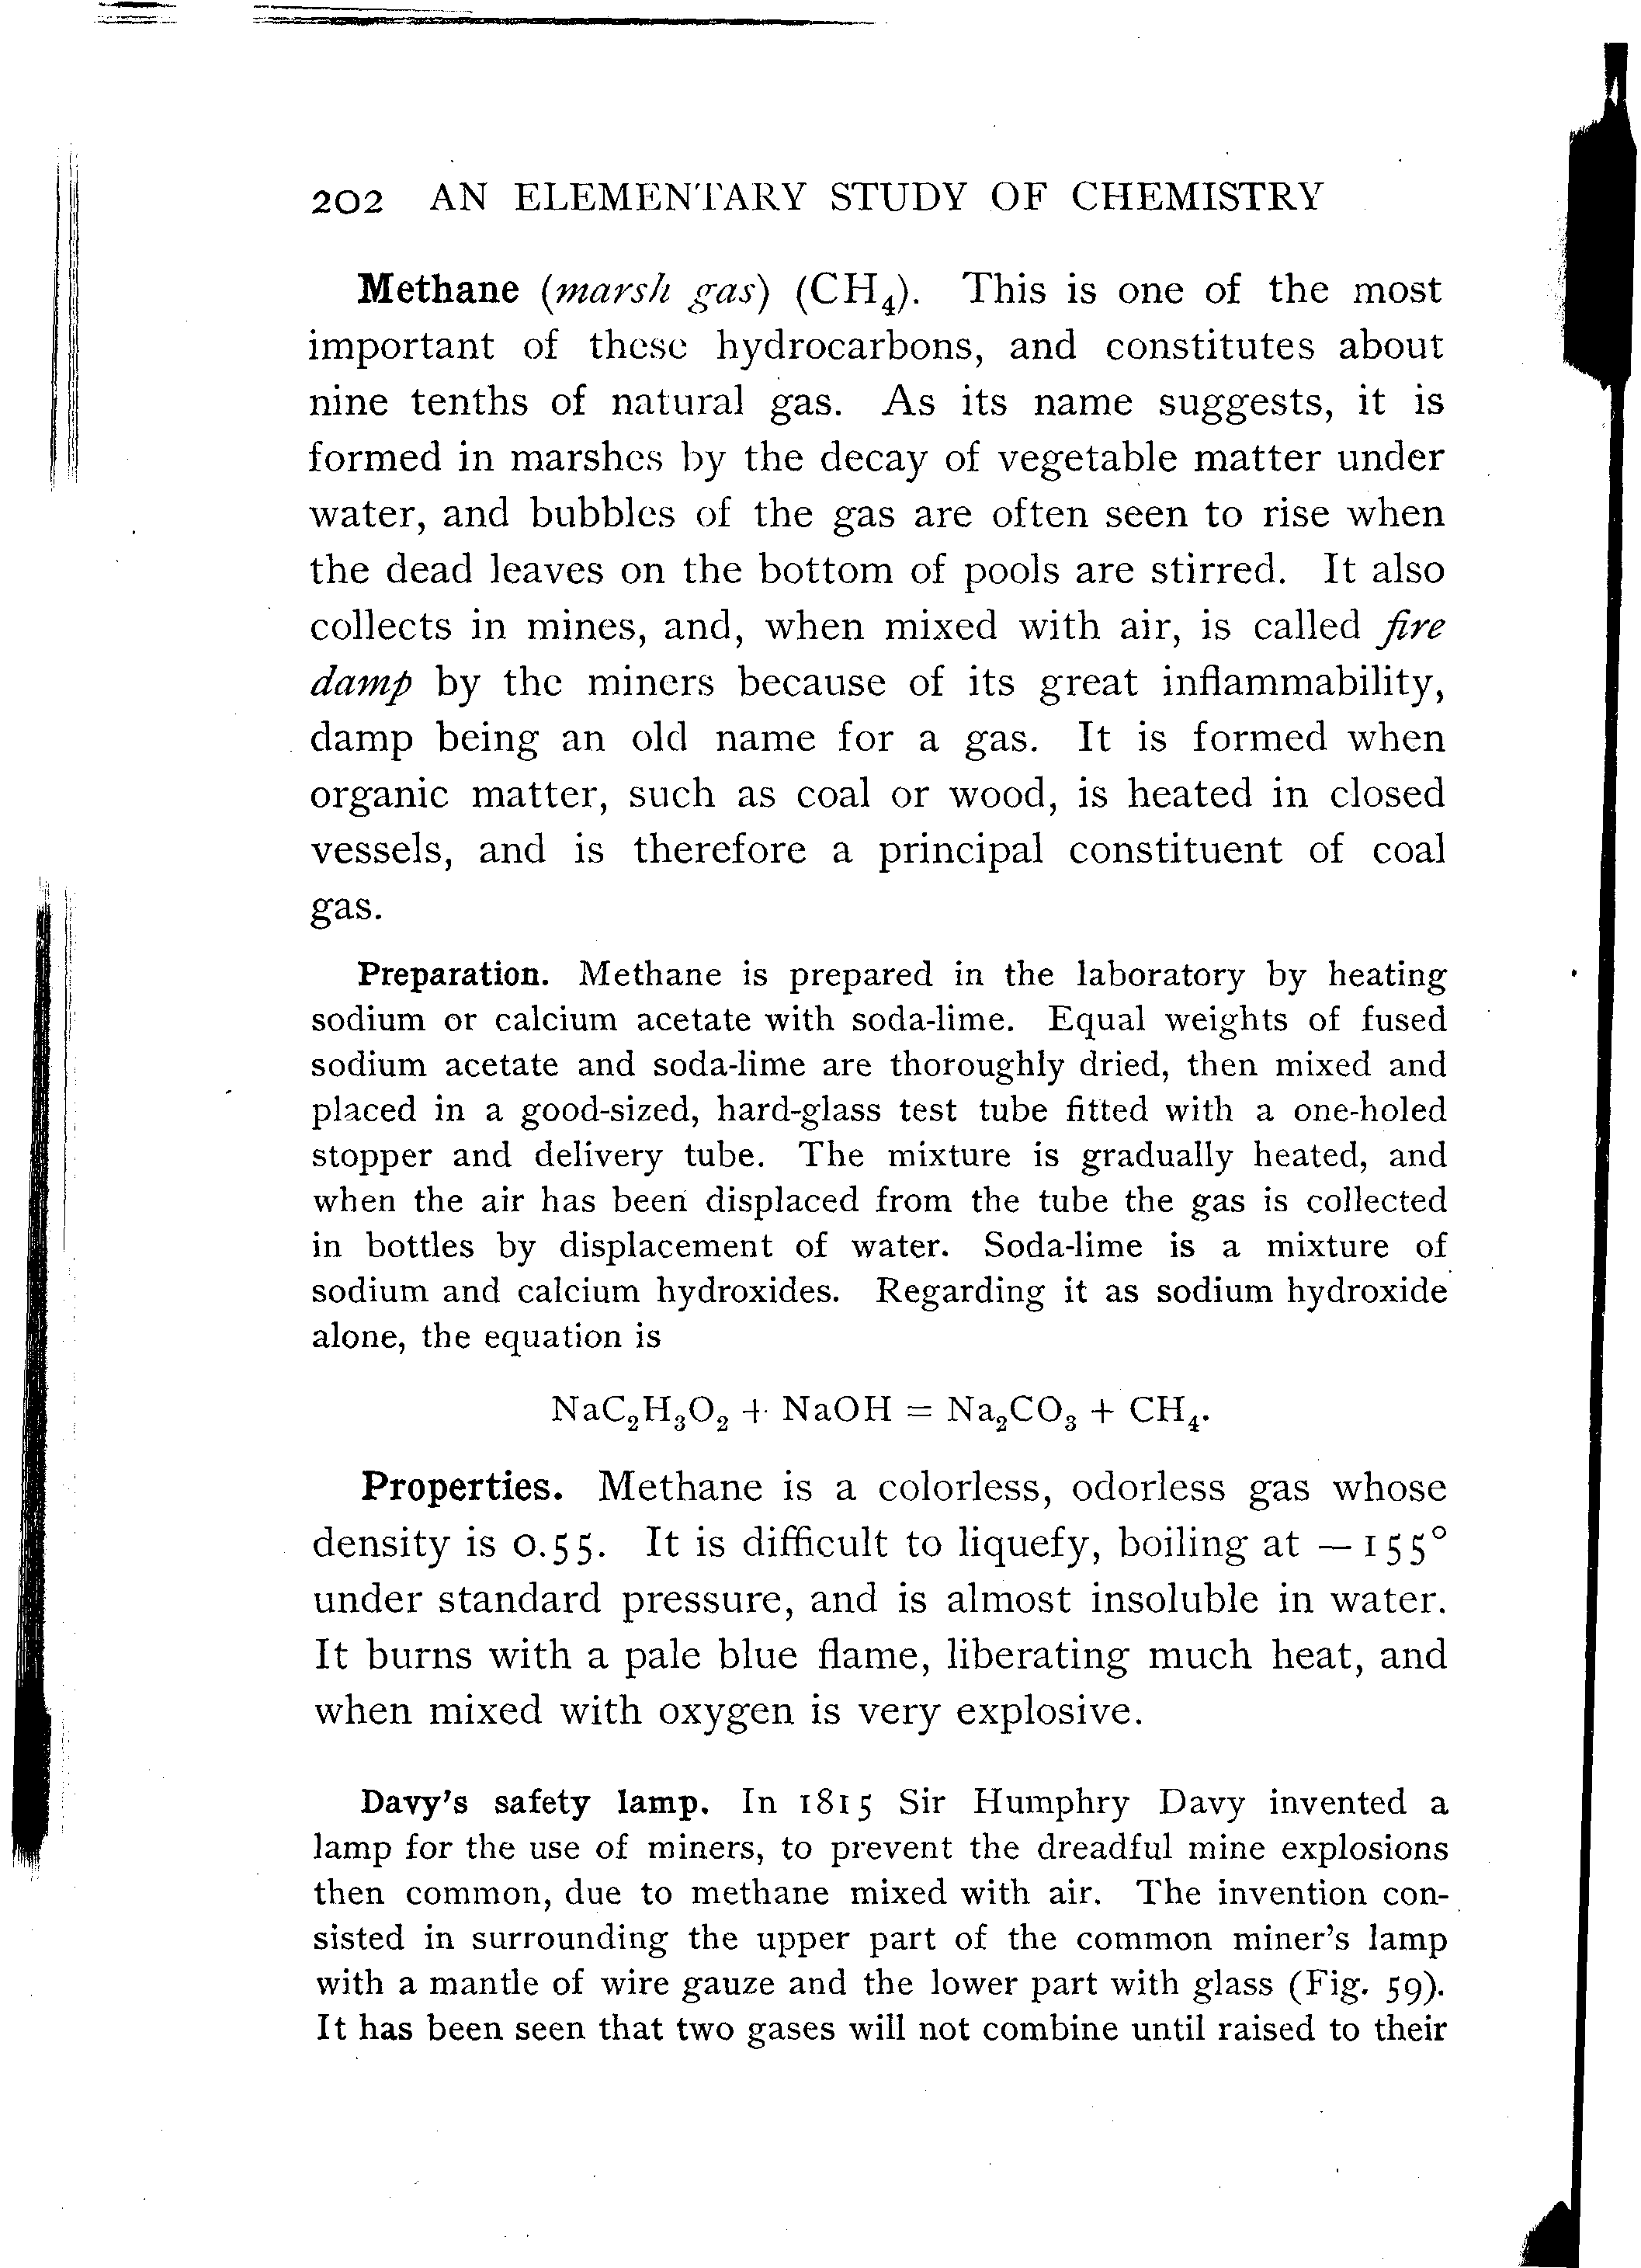 202 AN ELEMENTARY STUDY OF CHEMISTRY
Methane (marsh gas) (CH₄). This is one of the most
important of these hydrocarbons, and constitutes about
nine tenths of natural gas. As its name suggests, it is
formed in marshes by the decay of vegetable matter under
water, and bubbles of the gas are often seen to rise when
the dead leaves on the bottom of pools are stirred. It also
collects in mines, and, when mixed with air, is called fire
damp by the miners because of its great inflammability,
damp being an old name for a gas. It is formed when
organic matter, such as coal or wood, is heated in closed
vessels, and is therefore a principal constituent of coal
gas.
Preparation. Methane is prepared in the laboratory by heating
sodium or calcium acetate with soda-lime. Equal weights of fused
sodium acetate and soda-lime are thoroughly dried, then mixed and
placed in a good-sized, hard-glass test tube fitted with a one-holed
stopper and delivery tube. The mixture is gradually heated, and
when the air has been displaced from the tube the gas is collected
in bottles by displacement of water. Soda-lime is a mixture of
sodium and calcium hydroxides. Regarding it as sodium hydroxide
alone, the equation is
NaC₂H₃O₂ + NaOH = Na₂CO₃ + CH₄.
Properties. Methane is a colorless, odorless gas whose
density is 0.55. It is difficult to liquefy, boiling at − 155°
under standard pressure, and is almost insoluble in water.
It burns with a pale blue flame, liberating much heat, and
when mixed with oxygen is very explosive.
Davy's safety lamp. In 1815 Sir Humphry Davy invented a
lamp for the use of miners, to prevent the dreadful mine explosions
then common, due to methane mixed with air. The invention con-
sisted in surrounding the upper part of the common miner's lamp
with a mantle of wire gauze and the lower part with glass (Fig. 59).
It has been seen that two gases will not combine until raised to their